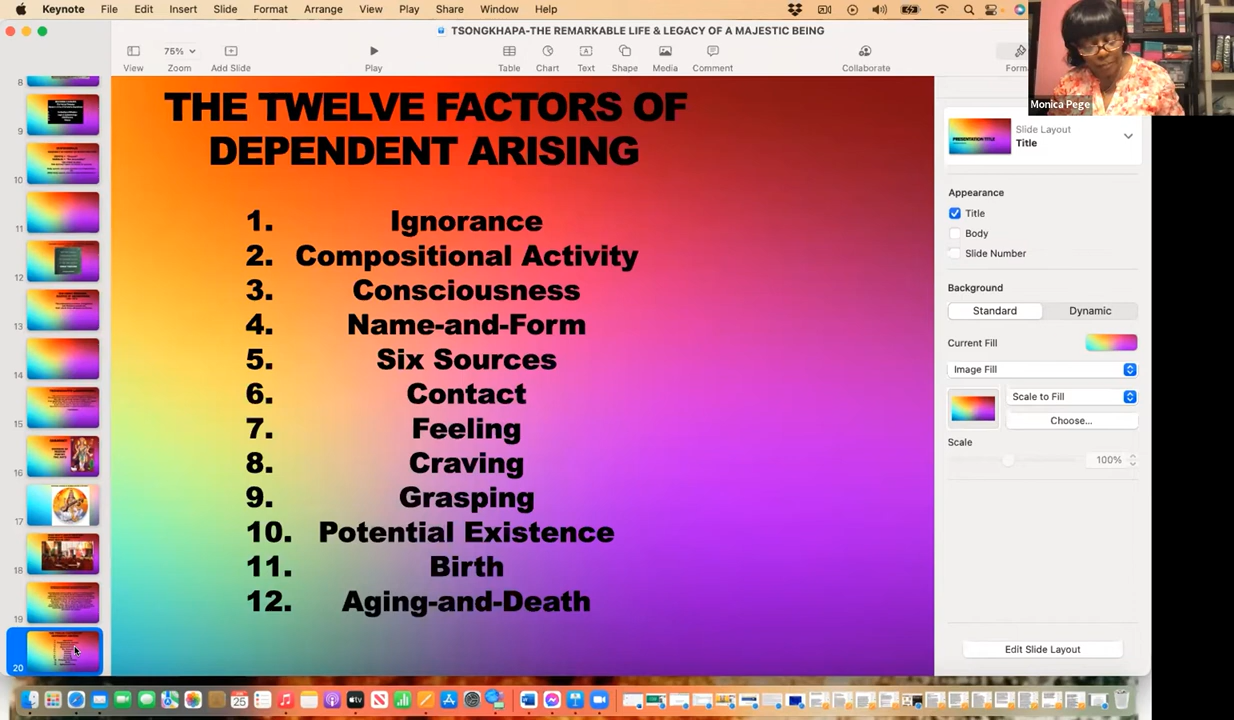 Keynote File Edit Insert Slide Format Arrange View Play Share Window Help
TSONGKHAPA-THE REMARKABLE LIFE & LEGACY OF A MAJESTIC BEING
75%
View Zoom Add Slide Play Table Chart Text Shape Media Comment Collaborate
Monica Pege
THE TWELVE FACTORS OF
DEPENDENT ARISING
1. Ignorance
2. Compositional Activity
3. Consciousness
4. Name-and-Form
5. Six Sources
6. Contact
7. Feeling
8. Craving
9. Grasping
10. Potential Existence
11. Birth
12. Aging-and-Death
8
9
10
11
12
13
14
15
16
17
18
19
20
Slide Layout
Title
Appearance
Title
Body
Slide Number
Background
Standard Dynamic
Current Fill
Image Fill
Scale to Fill
Choose...
Scale
100%
Edit Slide Layout
25